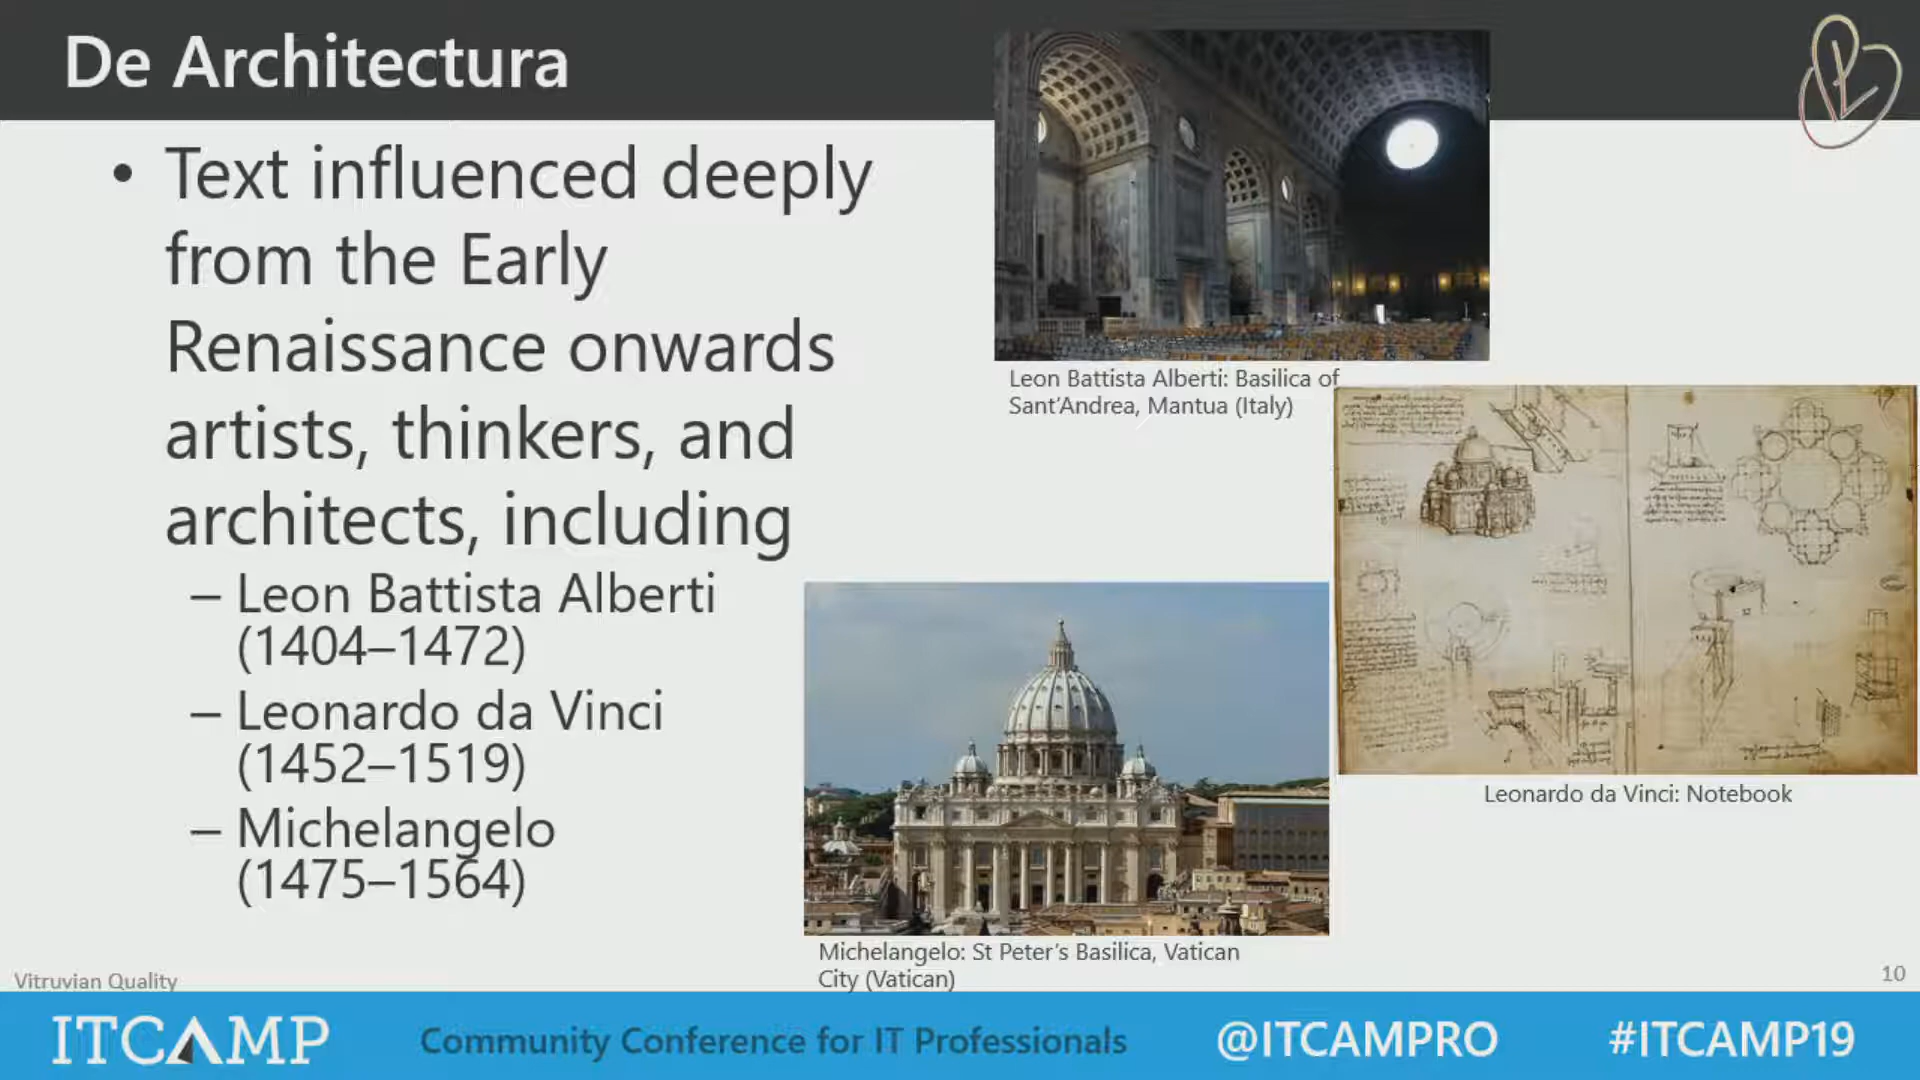 De Architectura
• Text influenced deeply
from the Early
Renaissance onwards
artists, thinkers, and
architects, including
– Leon Battista Alberti
(1404–1472)
– Leonardo da Vinci
(1452–1519)
– Michelangelo
(1475–1564)
Leon Battista Alberti: Basilica of
Sant'Andrea, Mantua (Italy)
Leonardo da Vinci: Notebook
Michelangelo: St Peter's Basilica, Vatican
City (Vatican)
Vitruvian Quality
10
ITCAMP
Community Conference for IT Professionals
@ITCAMPRO
#ITCAMP19